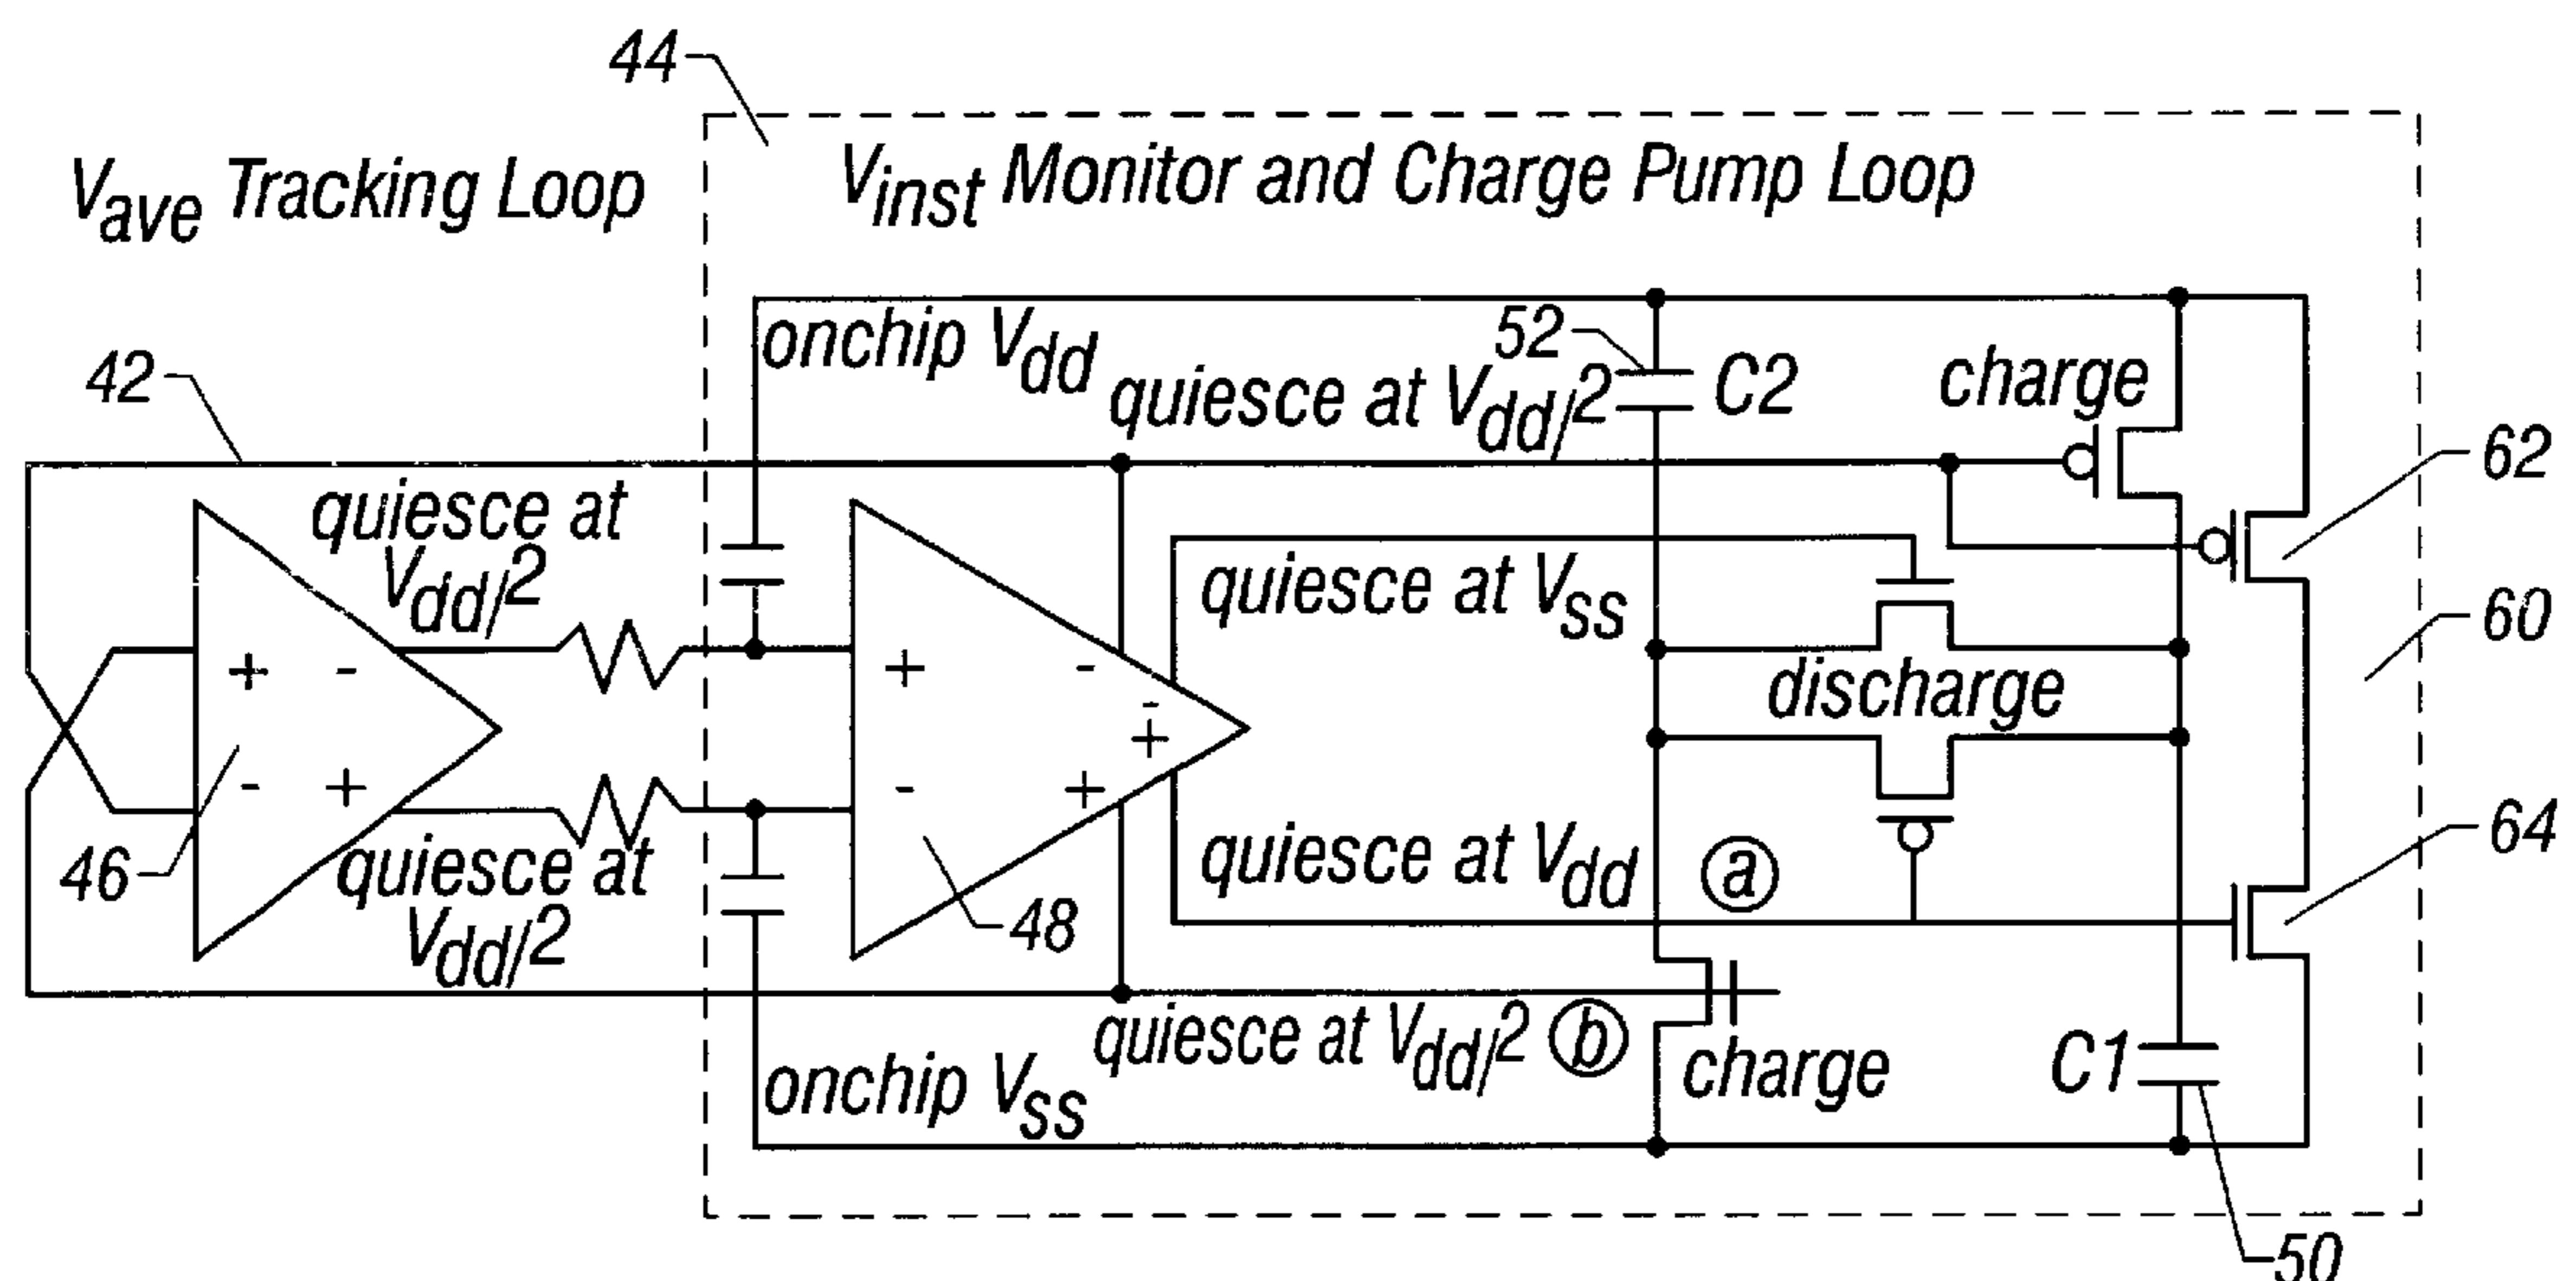 44
Vave Tracking Loop
Vinst Monitor and Charge Pump Loop
onchip Vdd
52
C2
charge
42
quiesce at Vdd/2
62
quiesce at
Vdd/2
quiesce at Vss
60
+ -
+ -
-
+
discharge
- +
- +
46
quiesce at
Vdd/2
48
quiesce at Vdd
a
64
quiesce at Vdd/2 b
onchip Vss
charge
C1
50